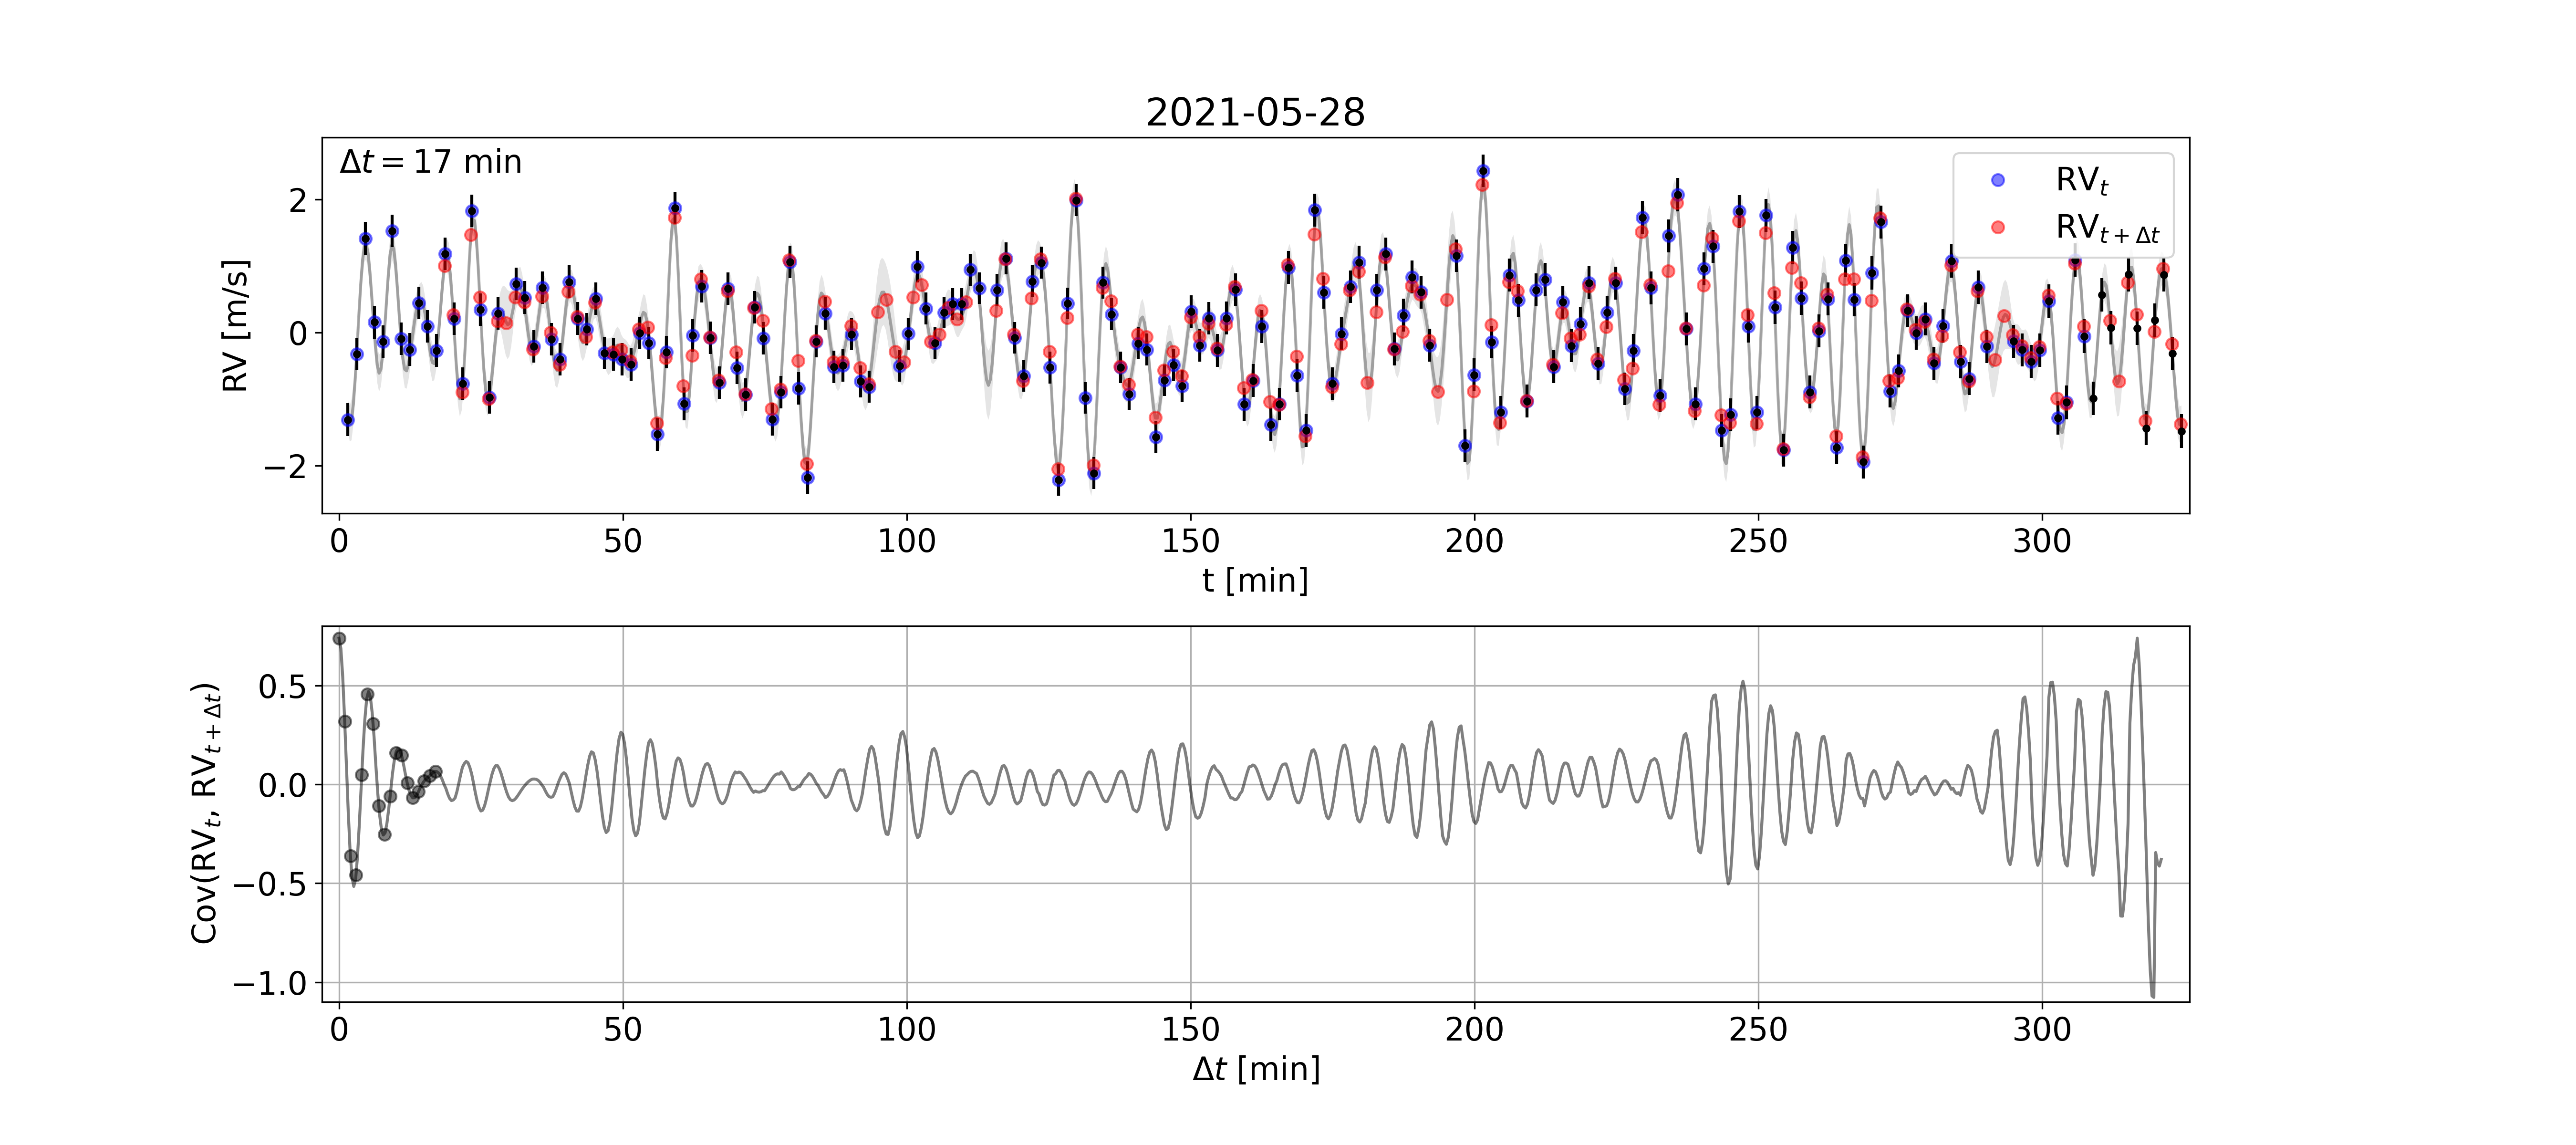 2021-05-28
Δt = 17 min
RV_t
RV_{t+Δt}
RV [m/s]
2
0
−2
0 50 100 150 200 250 300
t [min]
Cov(RV_t, RV_{t+Δt})
0.5
0.0
−0.5
−1.0
0 50 100 150 200 250 300
Δt [min]